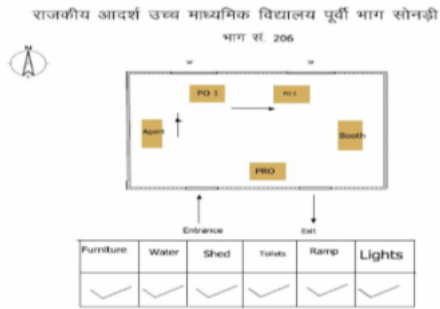 राजकीय आदर्श उच्च माध्यमिक विद्यालय पूर्वी भाग सोनड़ी
भाग सं. 206
N
W W
PO 1 PO 2
Agent Booth
PRO
Entrance Exit
Furniture Water Shed Toilets Ramp Lights